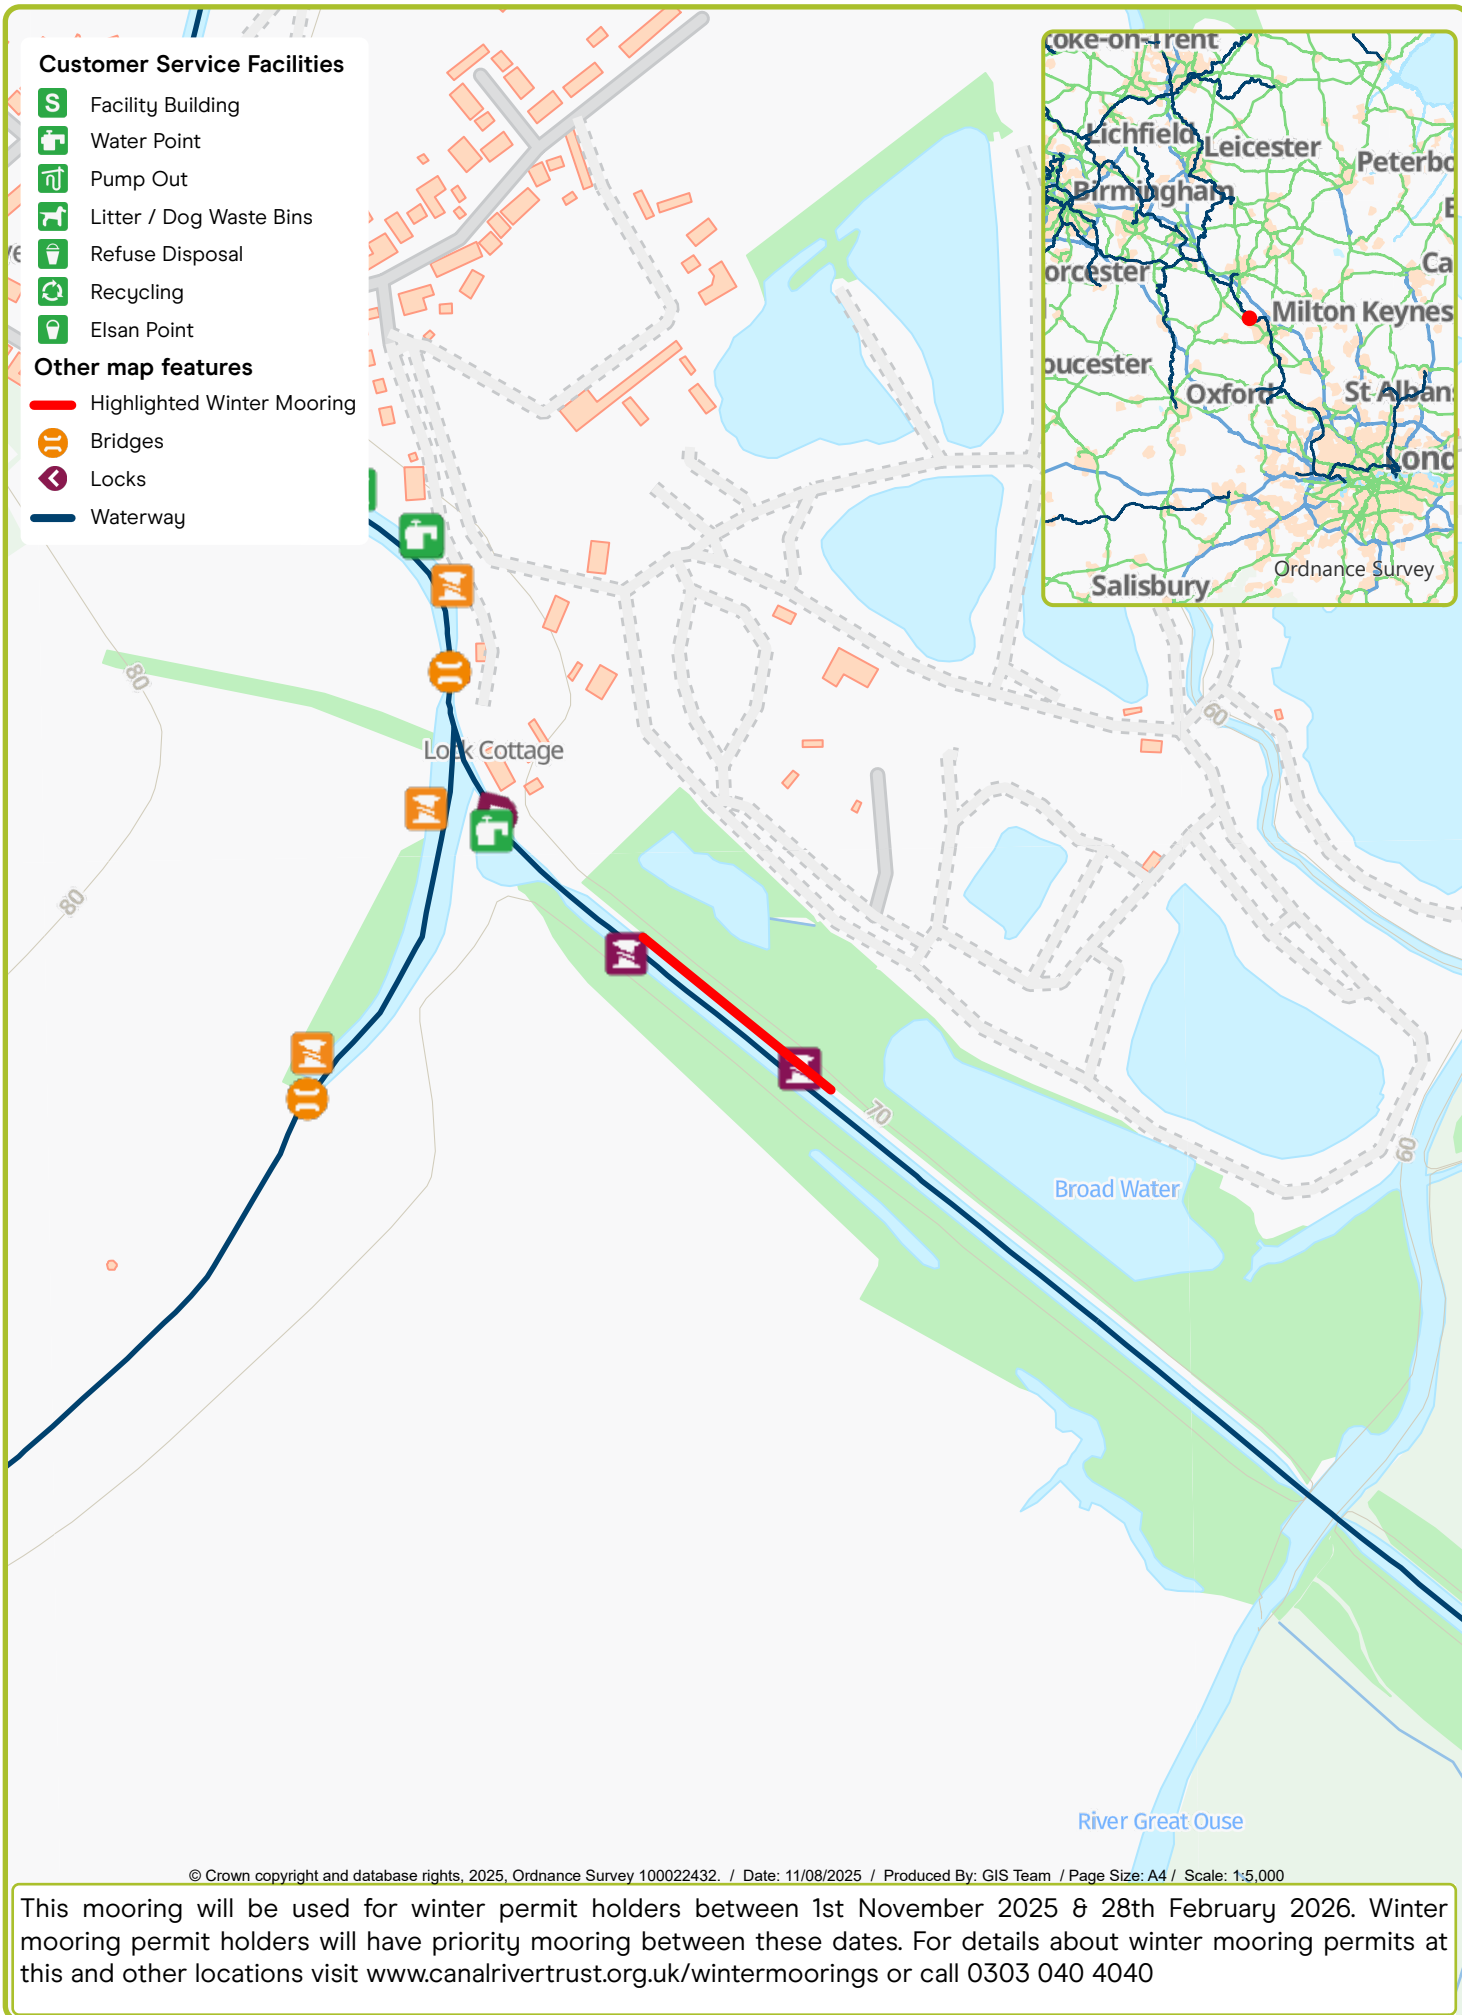 Customer Service Facilities
S Facility Building
Water Point
Pump Out
Litter / Dog Waste Bins
Refuse Disposal
Recycling
Elsan Point
Other map features
Highlighted Winter Mooring
Bridges
Locks
Waterway
oke-on-Trent
Lichfield
Leicester
Peterbo
Birmingham
orcester
Ca
Milton Keynes
oucester
Oxford
St Albans
Lond
Salisbury
Ordnance Survey
80
Lock Cottage
60
80
70
60
Broad Water
River Great Ouse
© Crown copyright and database rights, 2025, Ordnance Survey 100022432. / Date: 11/08/2025 / Produced By: GIS Team / Page Size: A4 / Scale: 1:5,000
This mooring will be used for winter permit holders between 1st November 2025 & 28th February 2026. Winter
mooring permit holders will have priority mooring between these dates. For details about winter mooring permits at
this and other locations visit www.canalrivertrust.org.uk/wintermoorings or call 0303 040 4040